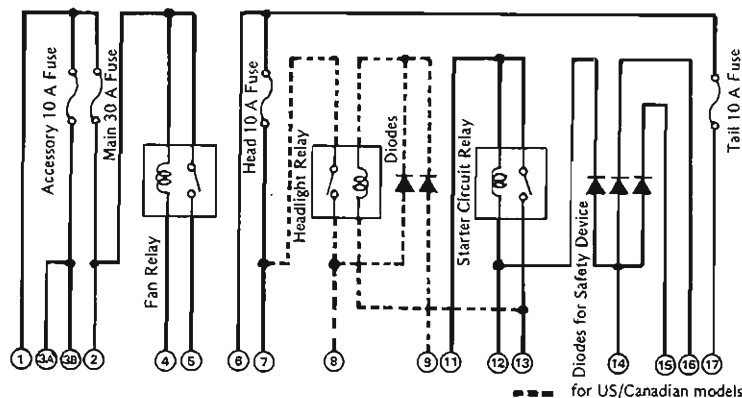 Accessory 10 A Fuse
Main 30 A Fuse
Fan Relay
Head 10 A Fuse
Headlight Relay
Diodes
Starter Circuit Relay
Diodes for Safety Device
Tail 10 A Fuse
1 3A 3B 2 4 5 6 7 8 9 11 12 13 14 15 16 17
for US/Canadian models